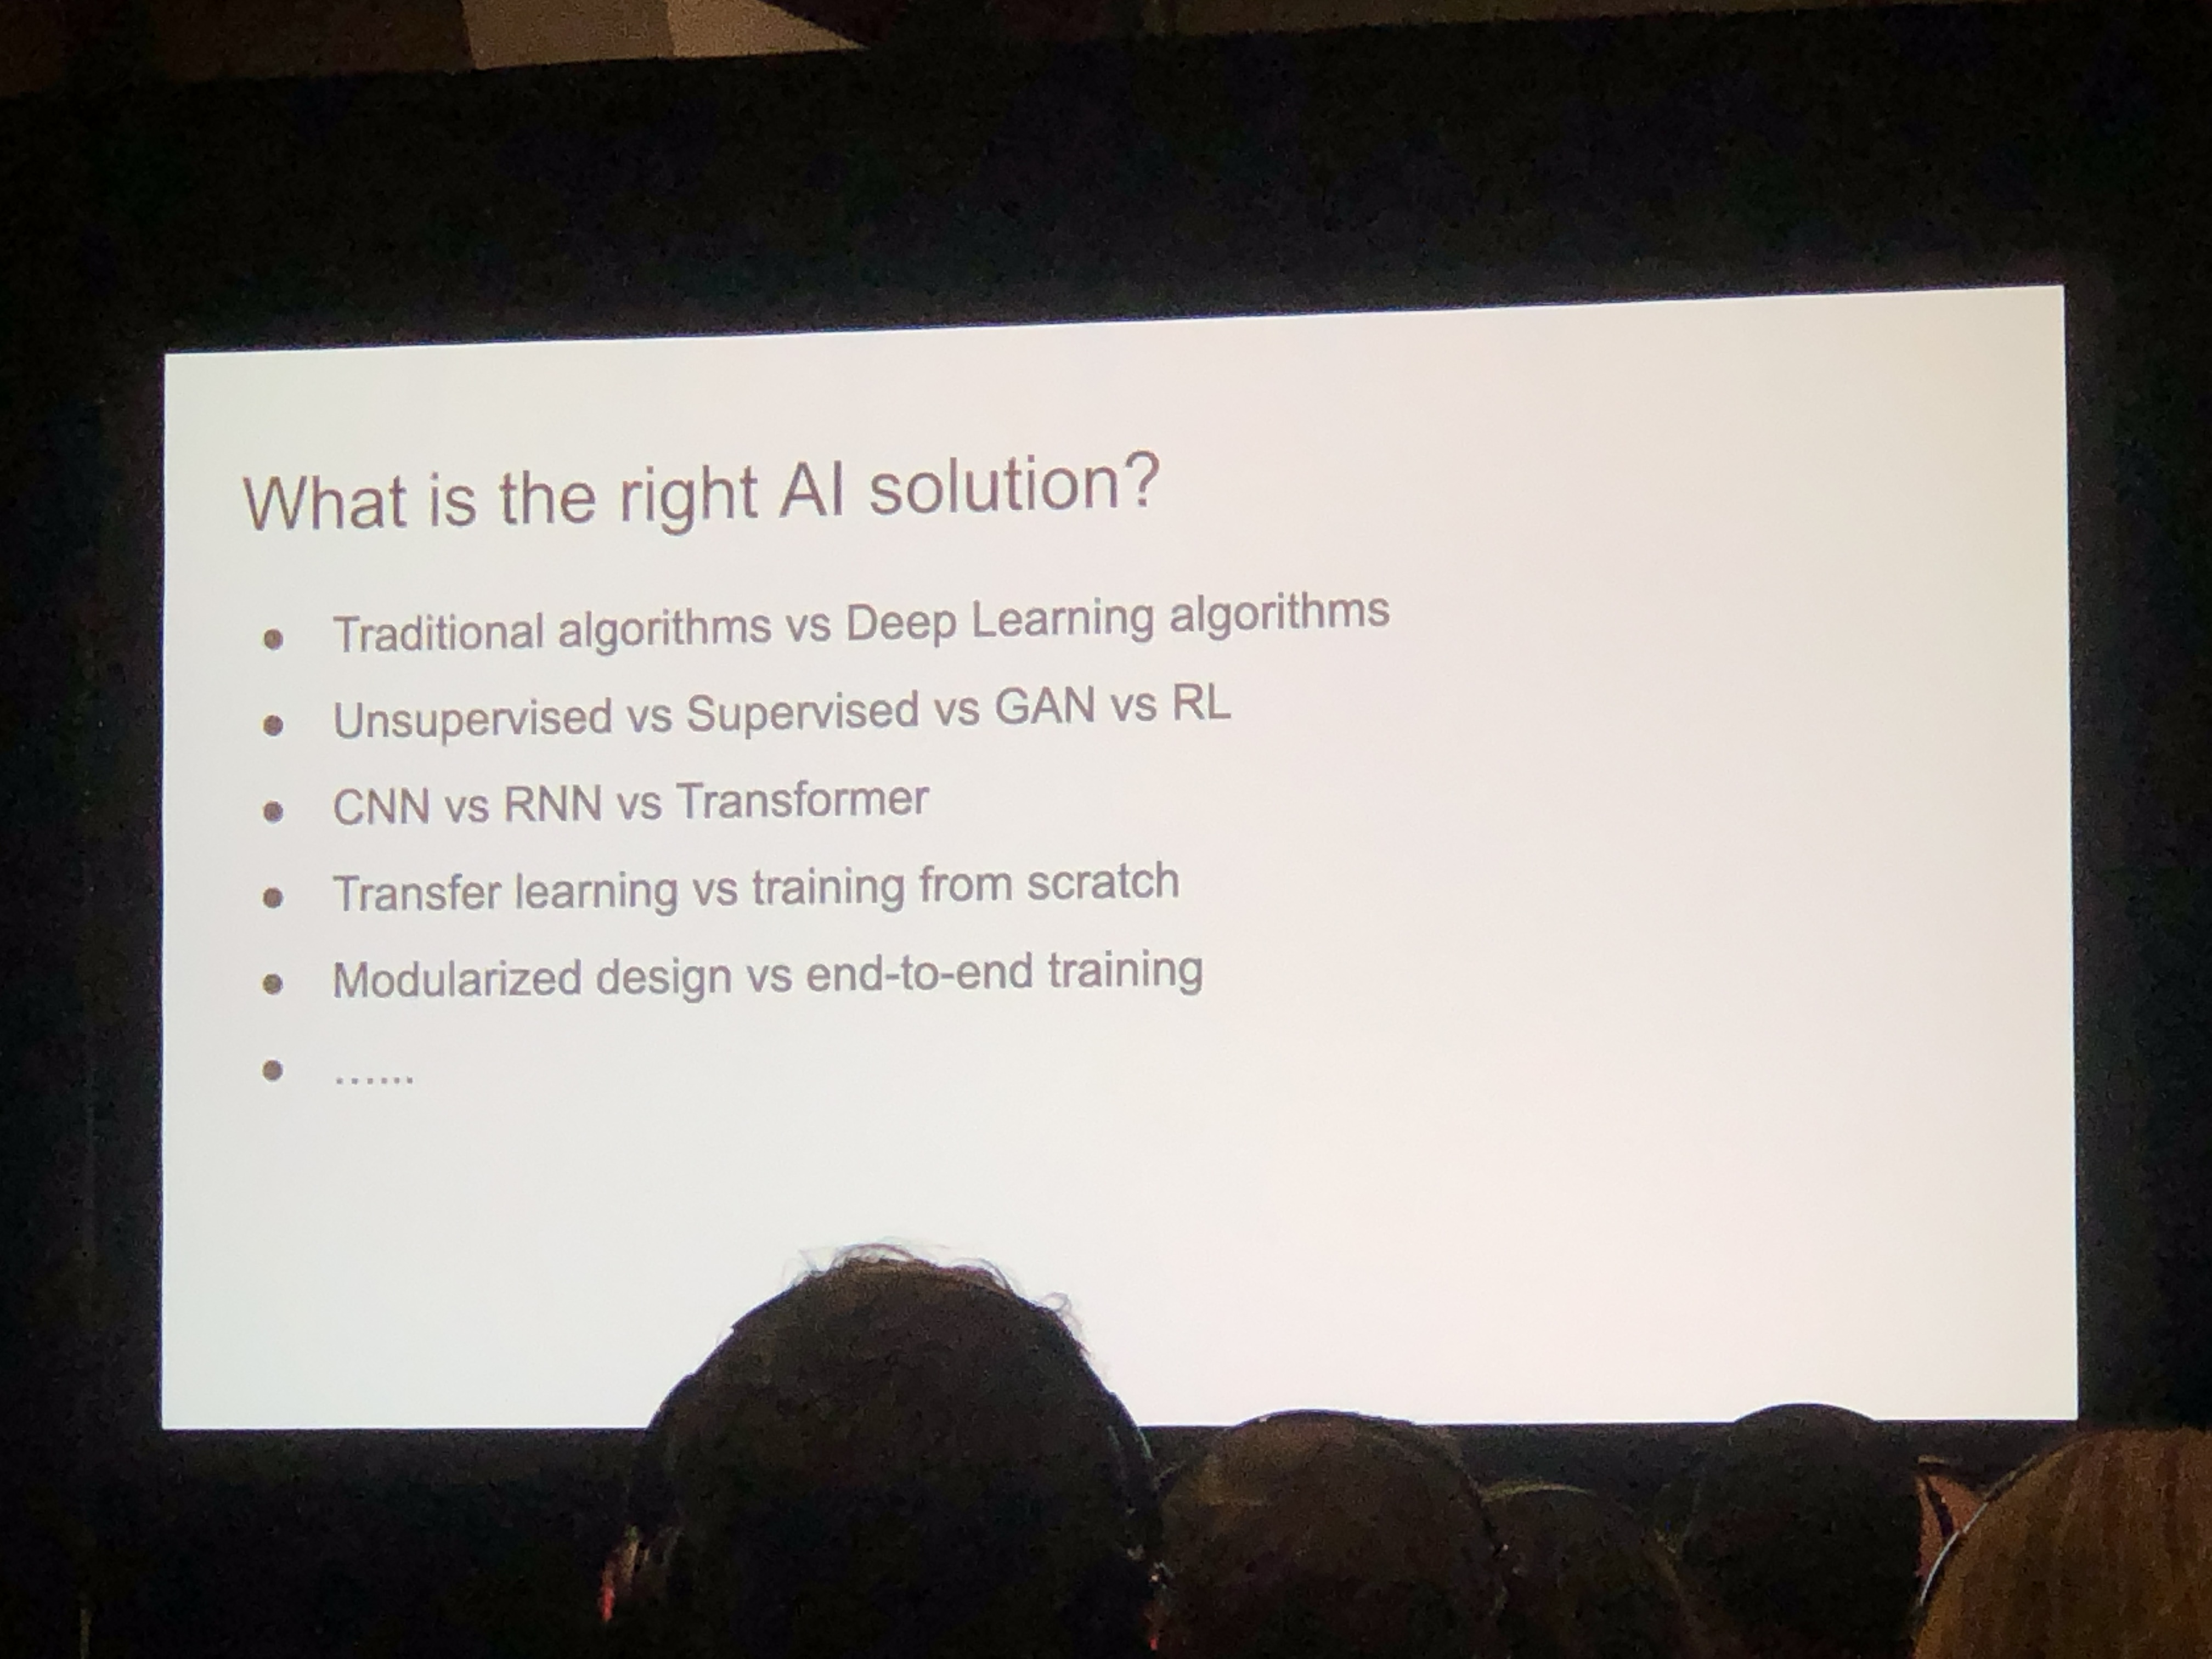 What is the right AI solution?
● Traditional algorithms vs Deep Learning algorithms
● Unsupervised vs Supervised vs GAN vs RL
● CNN vs RNN vs Transformer
● Transfer learning vs training from scratch
● Modularized design vs end-to-end training
● ......